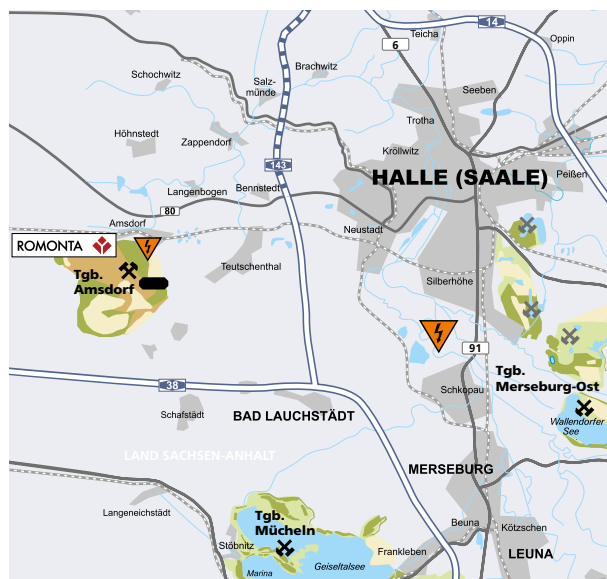 14
Teicha
Oppin
6
Brachwitz
Schochwitz
Salz-
münde
Seeben
Trotha
Höhnstedt
Zappendorf
Kröllwitz
143
HALLE (SAALE)
Peißen
Langenbogen
Bennstedt
80
Amsdorf
Neustadt
ROMONTA
Teutschenthal
Tgb.
Amsdorf
Silberhöhe
91
Tgb.
Merseburg-Ost
38
Schkopau
Schafstädt
BAD LAUCHSTÄDT
Wallendorfer
See
LAND SACHSEN-ANHALT
MERSEBURG
Langeneichstädt
Tgb.
Mücheln
Beuna
Kötzschen
Stöbnitz
Frankleben
LEUNA
Geiseltalsee
Marina